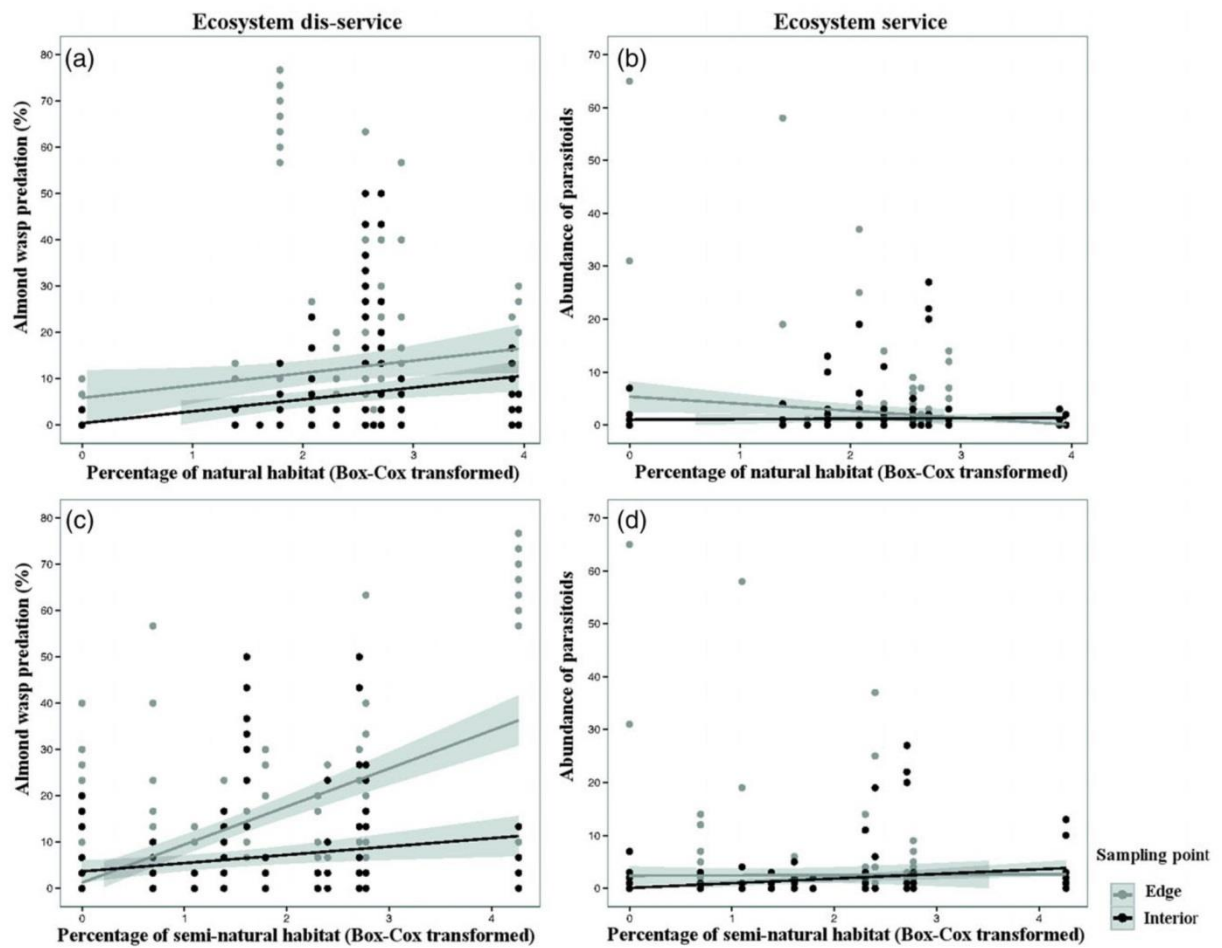 Ecosystem dis-service
Ecosystem service
(a)
80
70
60
50
40
30
20
10
0
Almond wasp predation (%)
0 1 2 3 4
Percentage of natural habitat (Box-Cox transformed)
(b)
70
60
50
40
30
20
10
0
Abundance of parasitoids
0 1 2 3 4
Percentage of natural habitat (Box-Cox transformed)
(c)
80
70
60
50
40
30
20
10
0
Almond wasp predation (%)
0 1 2 3 4
Percentage of semi-natural habitat (Box-Cox transformed)
(d)
70
60
50
40
30
20
10
0
Abundance of parasitoids
0 1 2 3 4
Percentage of semi-natural habitat (Box-Cox transformed)
Sampling point
Edge
Interior